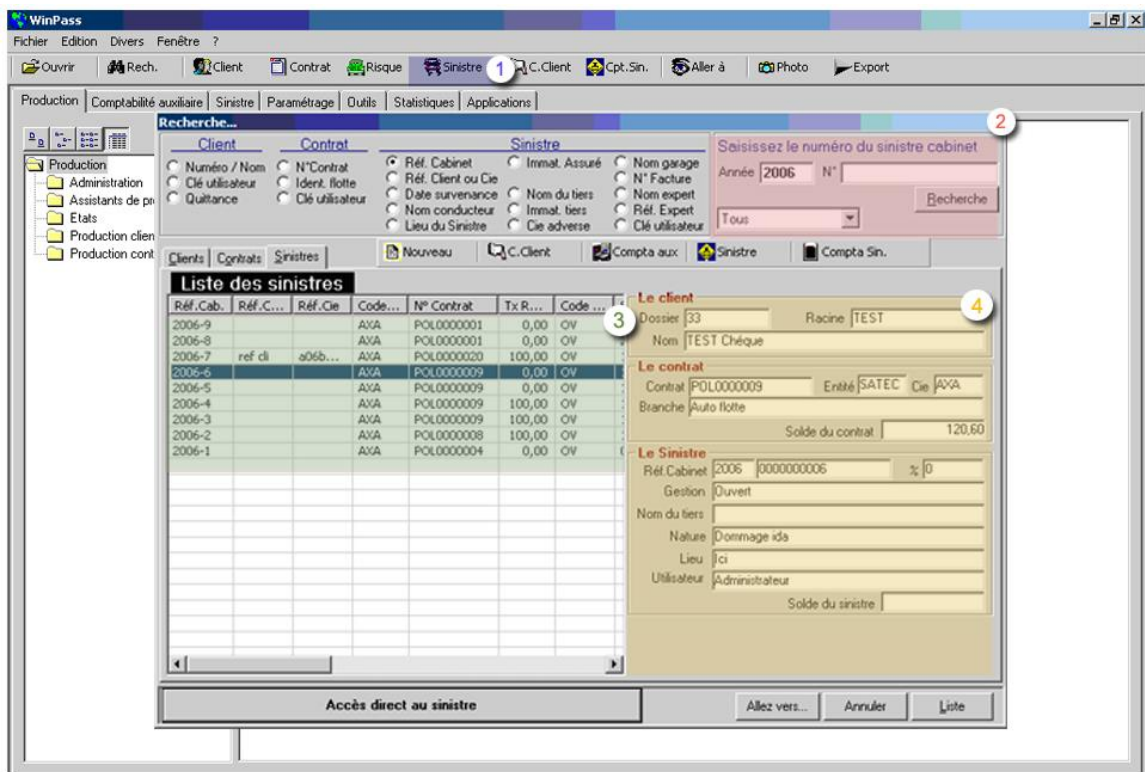 WinPass
Fichier Edition Divers Fenêtre ?
Ouvrir Rech. Client Contrat Risque Sinistre 1 C.Client Cpt.Sin. Aller à Photo Export
Production Comptabilité auxiliaire Sinistre Paramétrage Outils Statistiques Applications
Production
Administration
Assistants de
Etats
Production
Production
Recherche...
2
Client Contrat Sinistre
Numéro / Nom N°Contrat Réf. Cabinet Immat. Assuré Nom garage
Clé utilisateur Ident. flotte Réf. Client ou Cie N° Facture
Quittance Clé utilisateur Date survenance Nom du tiers Nom expert
Nom conducteur Immat. tiers Réf. Expert
Lieu du Sinistre Cie adverse Clé utilisateur
Saisissez le numéro du sinistre cabinet
Année 2006 N°
Recherche
Tous
Clients Contrats Sinistres
Nouveau C.Client Compta aux Sinistre Compta Sin.
Liste des sinistres
Réf.Cab. Réf.C... Réf.Cie Code... N° Contrat Tx R... Code ...
2006-9 AXA POL0000001 0,00 OV
2006-8 AXA POL0000001 0,00 OV
2006-7 ref cli a06b... AXA POL0000020 100,00 OV
2006-6 AXA POL0000009 0,00 OV
2006-5 AXA POL0000009 0,00 OV
2006-4 AXA POL0000009 100,00 OV
2006-3 AXA POL0000009 100,00 OV
2006-2 AXA POL0000008 100,00 OV
2006-1 AXA POL0000004 0,00 OV
3
4
Le client
Dossier 33 Racine TEST
Nom TEST Chéque
Le contrat
Contrat POL0000009 Entité SATEC Cie AXA
Branche Auto flotte
Solde du contrat 120,60
Le Sinistre
Réf.Cabinet 2006 0000000006 % 0
Gestion Ouvert
Nom du tiers
Nature Dommage ida
Lieu Ici
Utilisateur Administrateur
Solde du sinistre
Accès direct au sinistre Allez vers... Annuler Liste